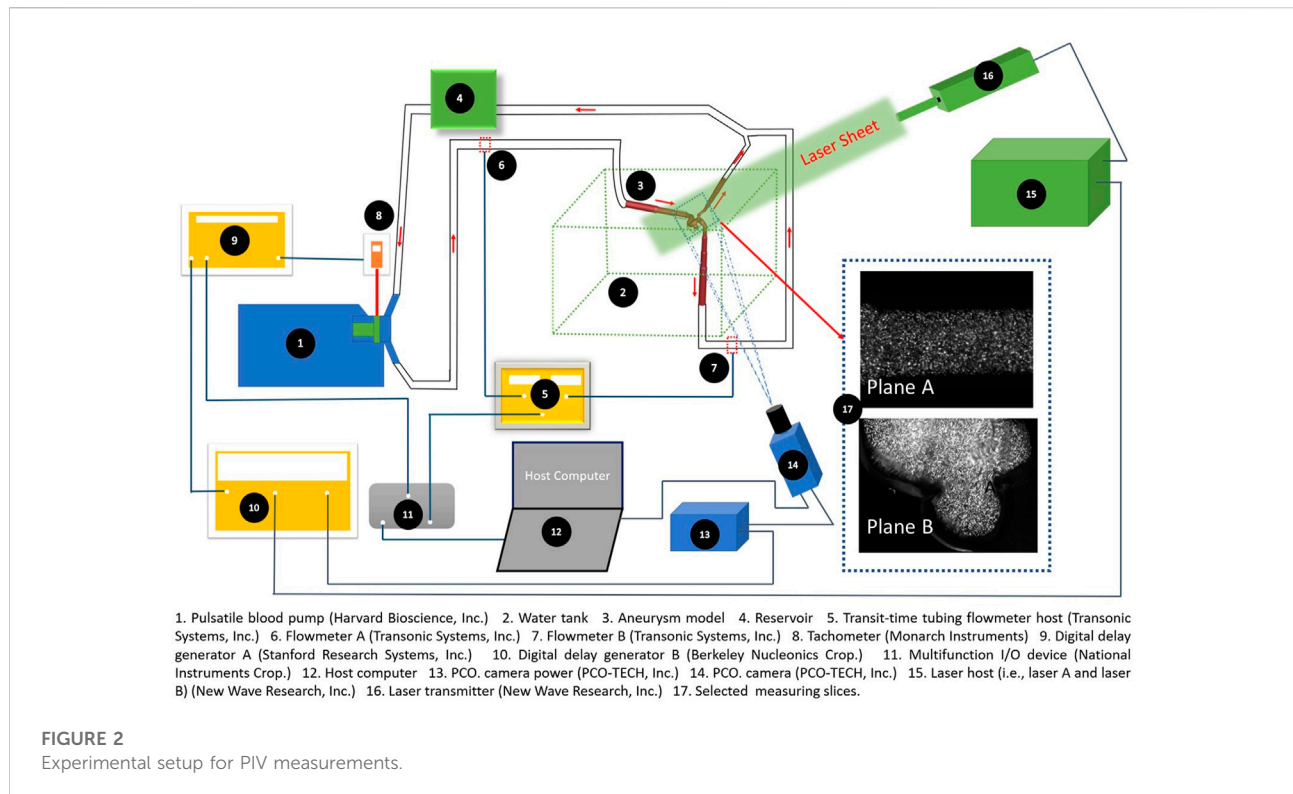 4
16
Laser Sheet
6
3
15
8
9
2
1
7
5
Plane A
17
14
Host Computer
A
10
11
12
13
Plane B
1. Pulsatile blood pump (Harvard Bioscience, Inc.) 2. Water tank 3. Aneurysm model 4. Reservoir 5. Transit-time tubing flowmeter host (Transonic
Systems, Inc.) 6. Flowmeter A (Transonic Systems, Inc.) 7. Flowmeter B (Transonic Systems, Inc.) 8. Tachometer (Monarch Instruments) 9. Digital delay
generator A (Stanford Research Systems, Inc.) 10. Digital delay generator B (Berkeley Nucleonics Crop.) 11. Multifunction I/O device (National
Instruments Crop.) 12. Host computer 13. PCO. camera power (PCO-TECH, Inc.) 14. PCO. camera (PCO-TECH, Inc.) 15. Laser host (i.e., laser A and laser
B) (New Wave Research, Inc.) 16. Laser transmitter (New Wave Research, Inc.) 17. Selected measuring slices.
FIGURE 2
Experimental setup for PIV measurements.